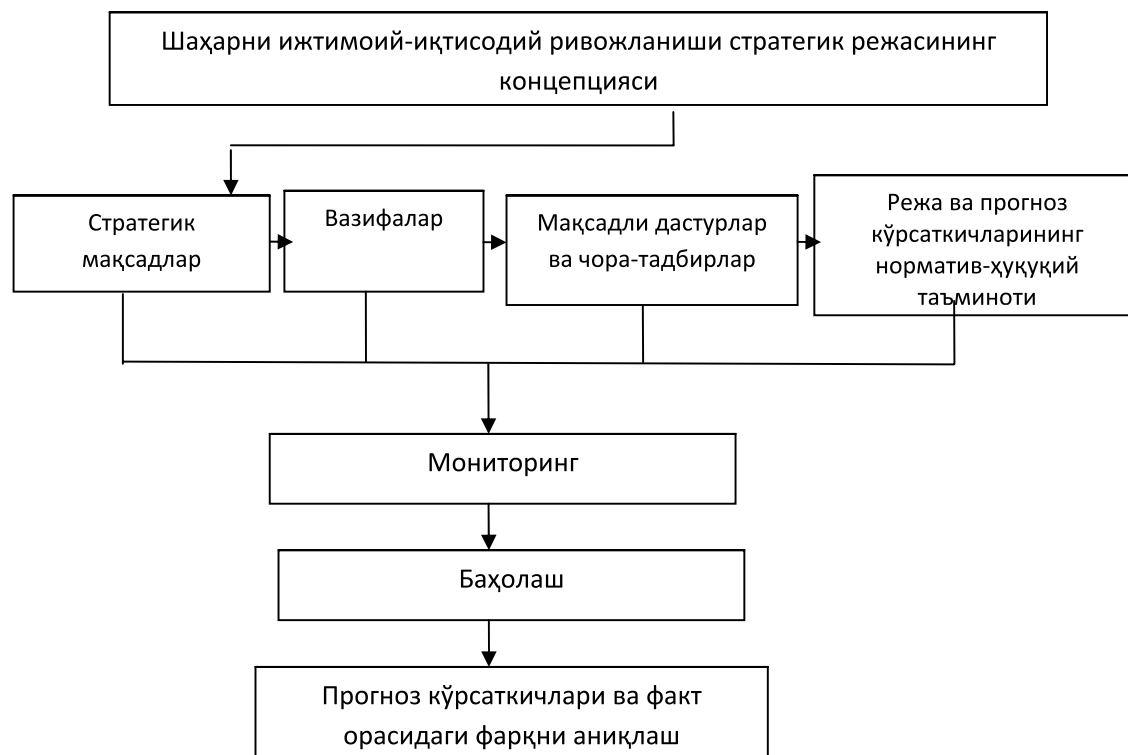 Шаҳарни ижтимоий-иқтисодий ривожланиши стратегик режасининг
концепцияси
Стратегик
мақсадлар
Вазифалар
Мақсадли дастурлар
ва чора-тадбирлар
Режа ва прогноз
кўрсаткичларининг
норматив-ҳуқуқий
таъминоти
Мониторинг
Баҳолаш
Прогноз кўрсаткичлари ва факт
орасидаги фарқни аниқлаш